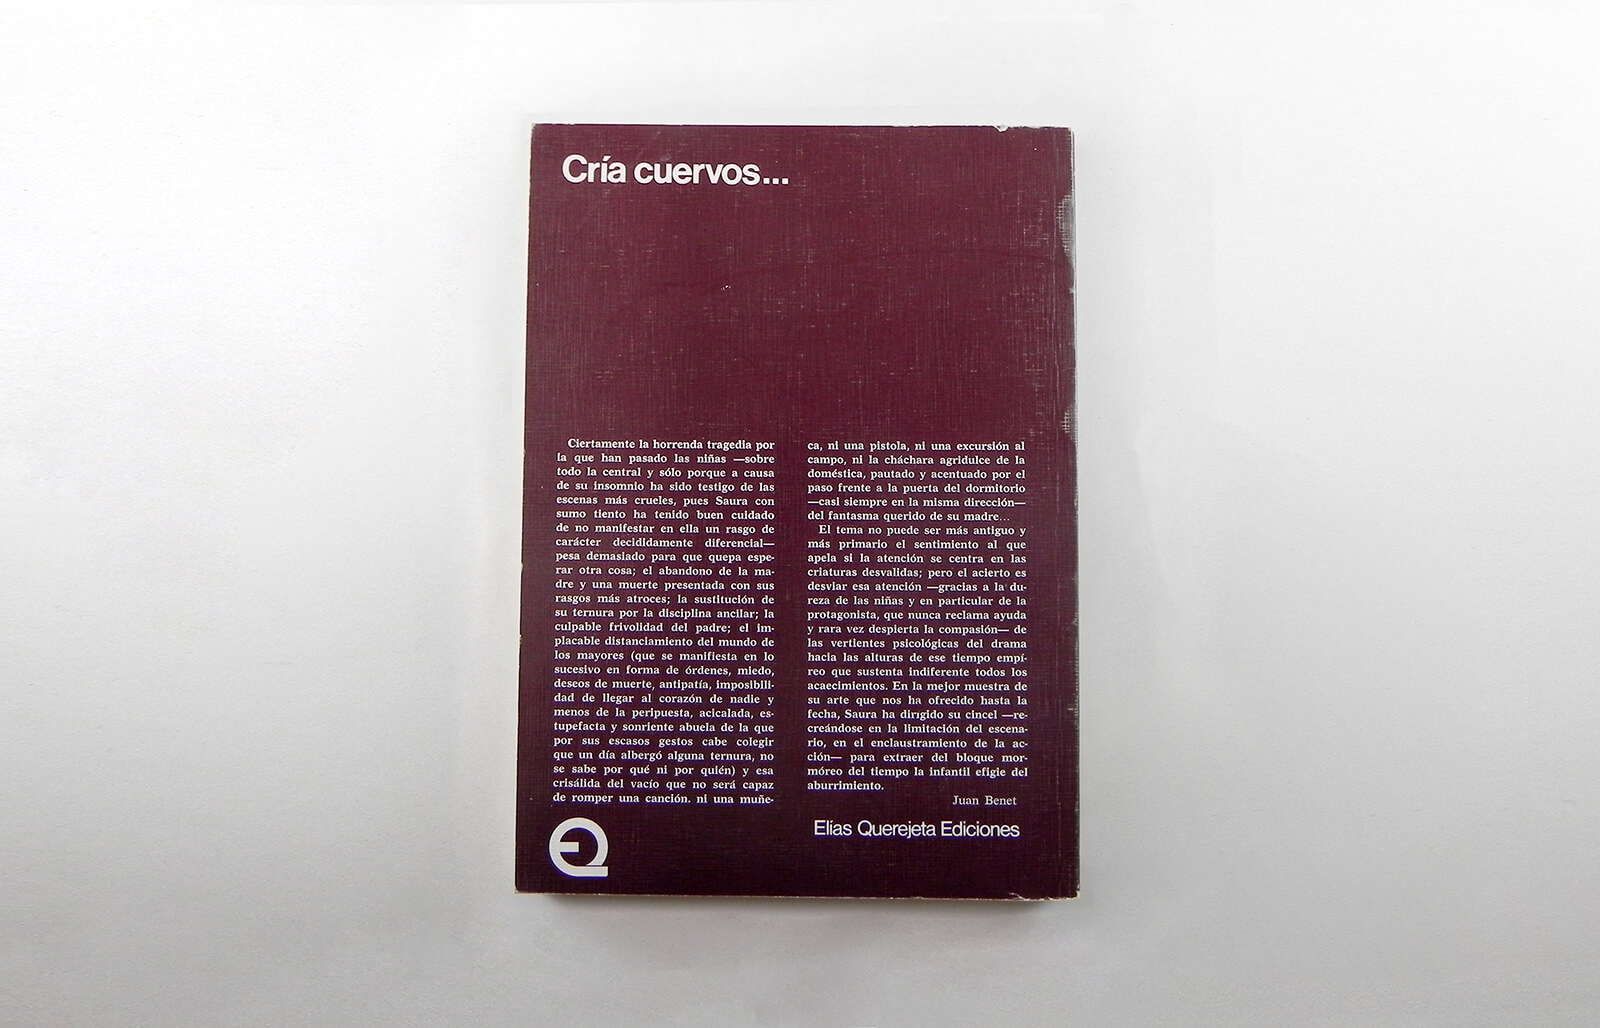 Cría cuervos...
Ciertamente la horrenda tragedia por
la que han pasado las niñas —sobre
todo la central y sólo porque a causa
de su insomnio ha sido testigo de las
escenas más crueles, pues Saura con
sumo tiento ha tenido buen cuidado
de no manifestar en ella un rasgo de
carácter decididamente diferencial—
pesa demasiado para que quepa espe-
rar otra cosa; el abandono de la ma-
dre y una muerte presentada con sus
rasgos más atroces; la sustitución de
su ternura por la disciplina ancilar; la
culpable frivolidad del padre; el im-
placable distanciamiento del mundo de
los mayores (que se manifiesta en lo
sucesivo en forma de órdenes, miedo,
deseos de muerte, antipatía, imposibili-
dad de llegar al corazón de nadie y
menos de la peripuesta, acicalada, es-
tupefacta y sonriente abuela de la que
por sus escasos gestos cabe colegir
que un día albergó alguna ternura, no
se sabe por qué ni por quién) y esa
crisálida del vacío que no será capaz
de romper una canción. ni una muñe-
ca, ni una pistola, ni una excursión al
campo, ni la cháchara agridulce de la
doméstica, pautado y acentuado por el
paso frente a la puerta del dormitorio
—casi siempre en la misma dirección—
del fantasma querido de su madre...
El tema no puede ser más antiguo y
más primario el sentimiento al que
apela si la atención se centra en las
criaturas desvalidas; pero el acierto es
desviar esa atención —gracias a la du-
reza de las niñas y en particular de la
protagonista, que nunca reclama ayuda
y rara vez despierta la compasión— de
las vertientes psicológicas del drama
hacia las alturas de ese tiempo empí-
reo que sustenta indiferente todos los
acaecimientos. En la mejor muestra de
su arte que nos ha ofrecido hasta la
fecha, Saura ha dirigido su cincel —re-
creándose en la limitación del escena-
rio, en el enclaustramiento de la ac-
ción— para extraer del bloque mar-
móreo del tiempo la infantil efigie del
aburrimiento.
Juan Benet
Elías Querejeta Ediciones
EQ